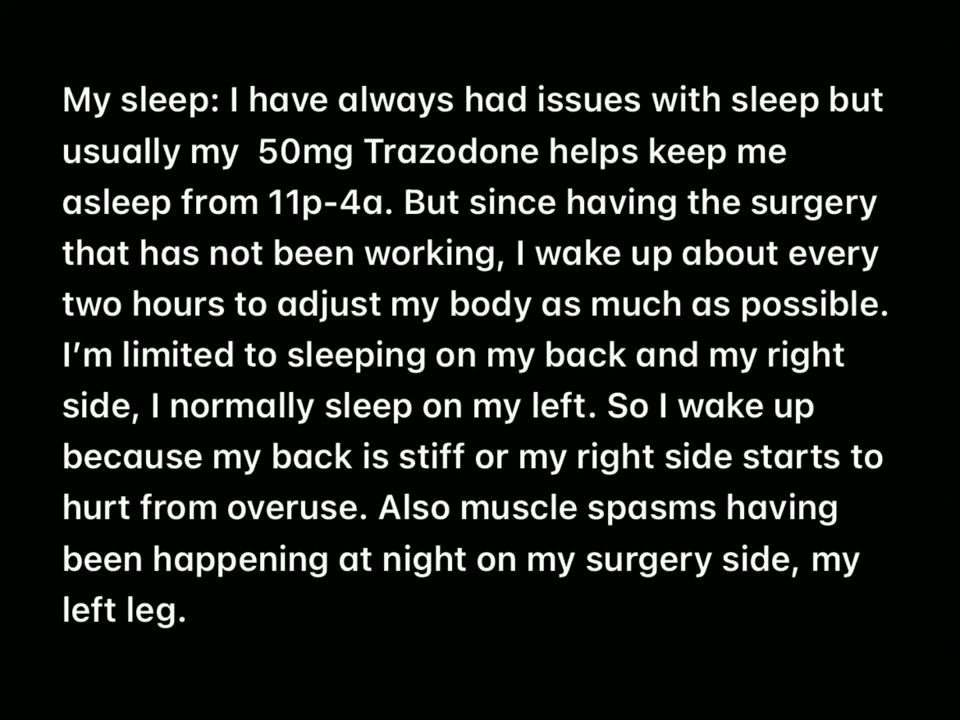 My sleep: I have always had issues with sleep but
usually my  50mg Trazodone helps keep me
asleep from 11p-4a. But since having the surgery
that has not been working, I wake up about every
two hours to adjust my body as much as possible.
I’m limited to sleeping on my back and my right
side, I normally sleep on my left. So I wake up
because my back is stiff or my right side starts to
hurt from overuse. Also muscle spasms having
been happening at night on my surgery side, my
left leg.